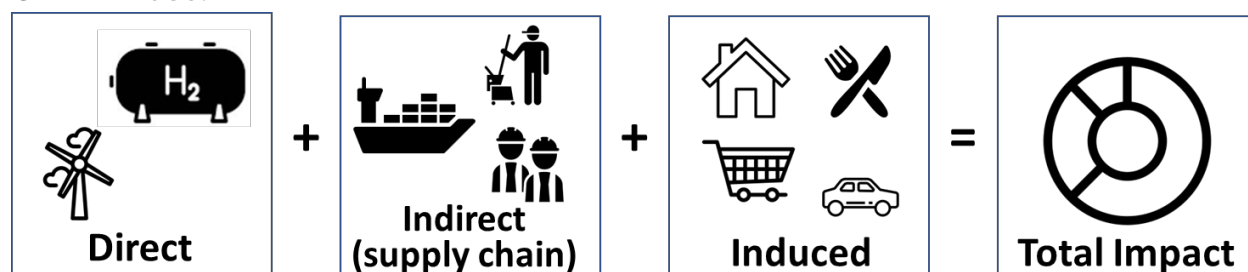 H2
+
+
=
Direct
Indirect
(supply chain)
Induced
Total Impact